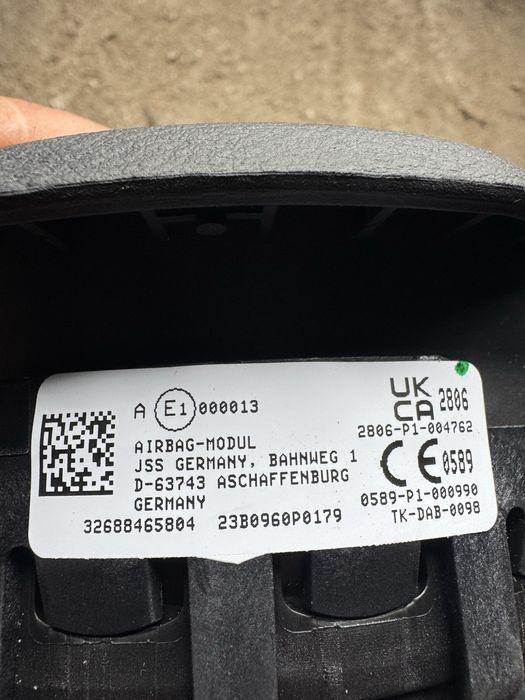 A E1 000013
AIRBAG-MODUL
JSS GERMANY, BAHNWEG 1
D-63743 ASCHAFFENBURG
GERMANY
32688465804 23B0960P0179
UK
CA 2806
2806-P1-004762
CE 0589
0589-P1-000990
TK-DAB-0098